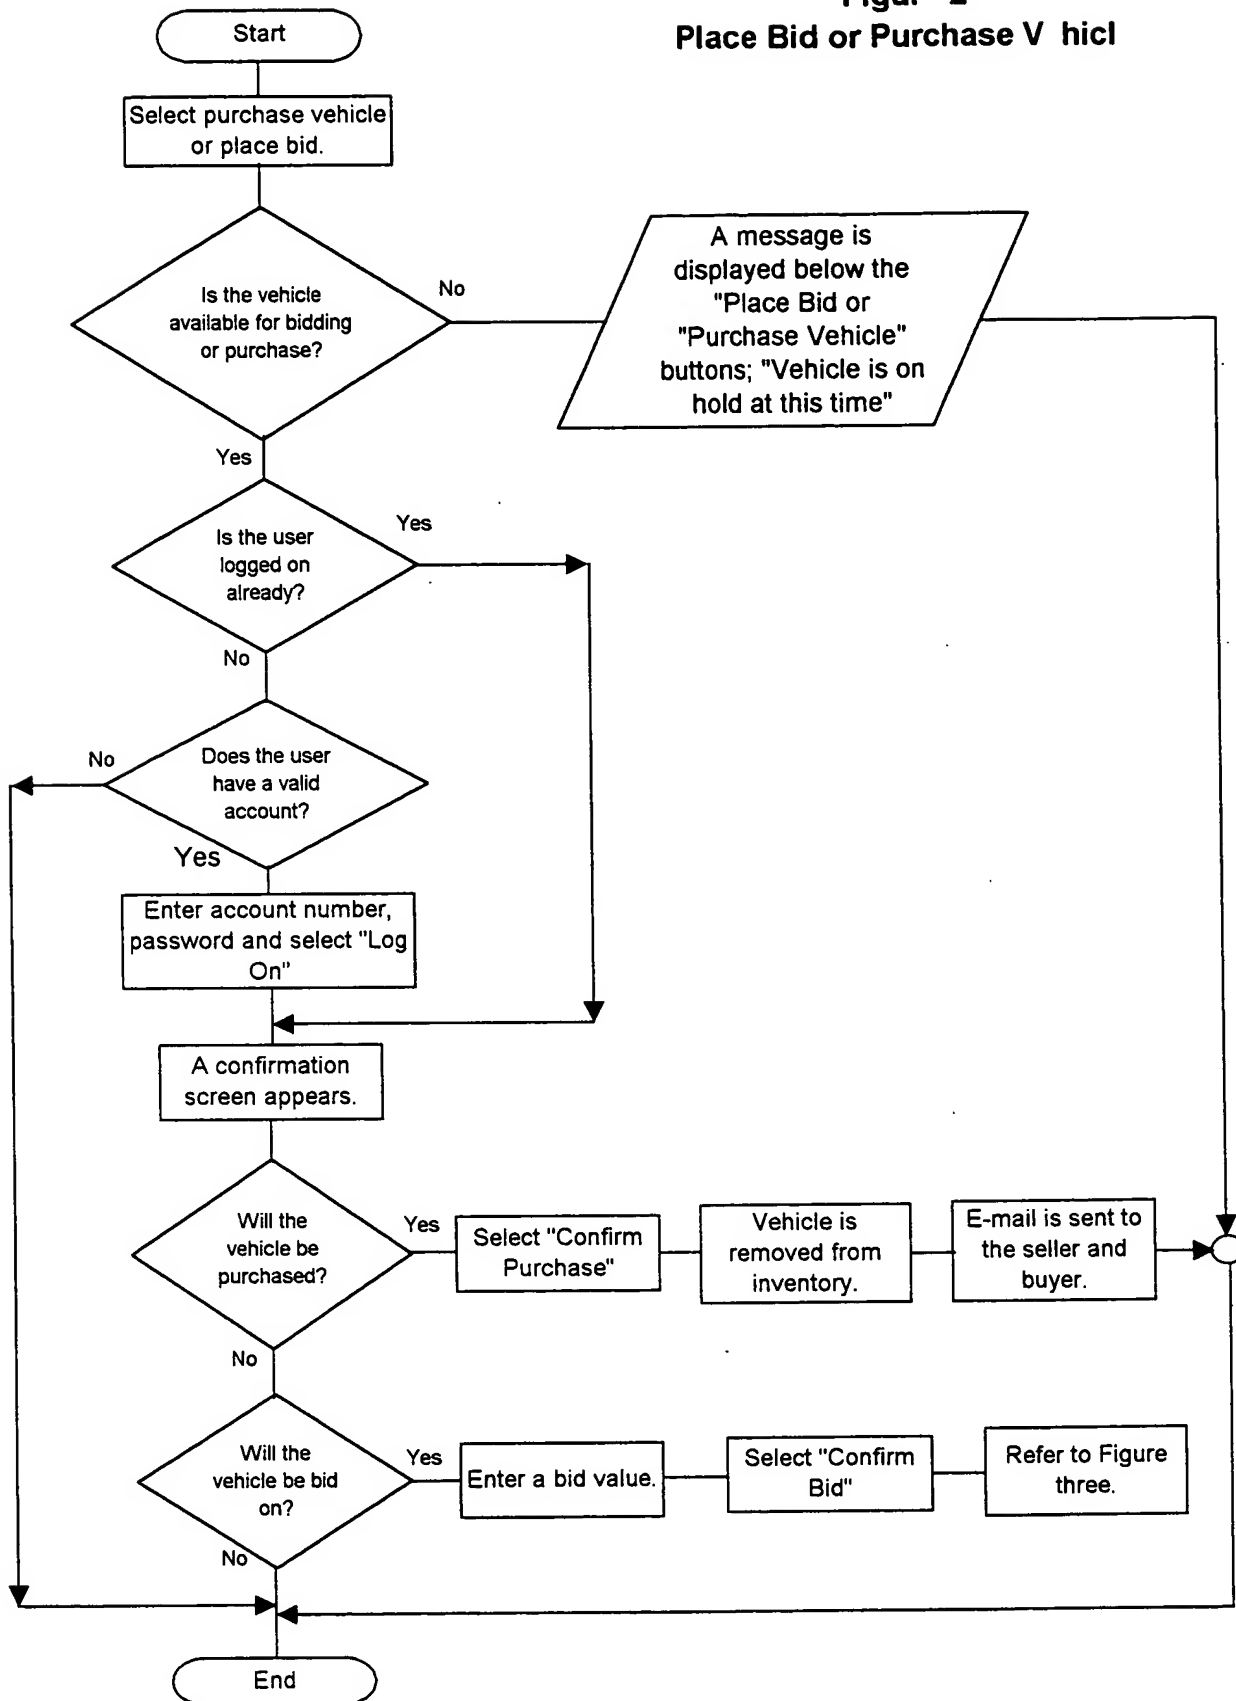 Place Bid or Purchase V hicl
Start
Select purchase vehicle
or place bid.
Is the vehicle
available for bidding
or purchase?
No
A message is
displayed below the
"Place Bid or
"Purchase Vehicle"
buttons; "Vehicle is on
hold at this time"
Yes
Is the user
logged on
already?
Yes
No
Does the user
have a valid
account?
No
Yes
Enter account number,
password and select "Log
On"
A confirmation
screen appears.
Will the
vehicle be
purchased?
Yes
Select "Confirm
Purchase"
Vehicle is
removed from
inventory.
E-mail is sent to
the seller and
buyer.
No
Will the
vehicle be bid
on?
Yes
Enter a bid value.
Select "Confirm
Bid"
Refer to Figure
three.
No
End